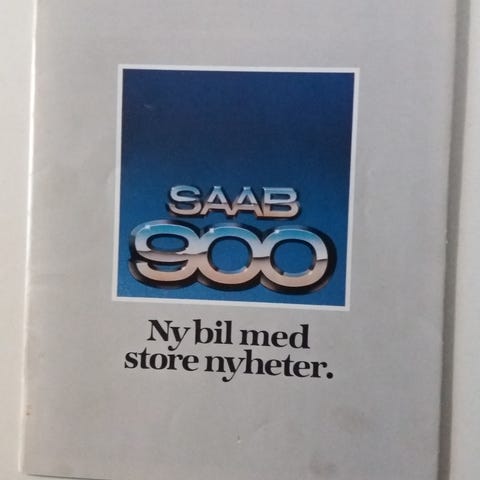 SAAB
900
Ny bil med
store nyheter.